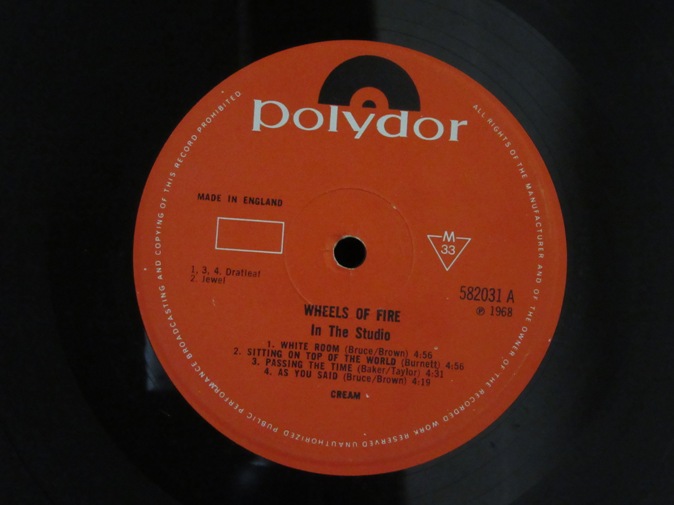 polydor
ALL RIGHTS OF THE MANUFACTURER AND OF THE OWNER OF THE RECORDED WORK RESERVED UNAUTHORIZED PUBLIC PERFORMANCE BROADCASTING AND COPYING OF THIS RECORD PROHIBITED
MADE IN ENGLAND
M
33
1, 3, 4. Dratleaf
2. Jewel
582031 A
℗ 1968
WHEELS OF FIRE
In The Studio
1. WHITE ROOM (Bruce/Brown) 4:56
2. SITTING ON TOP OF THE WORLD (Burnett) 4:56
3. PASSING THE TIME (Baker/Taylor) 4:31
4. AS YOU SAID (Bruce/Brown) 4:19
CREAM